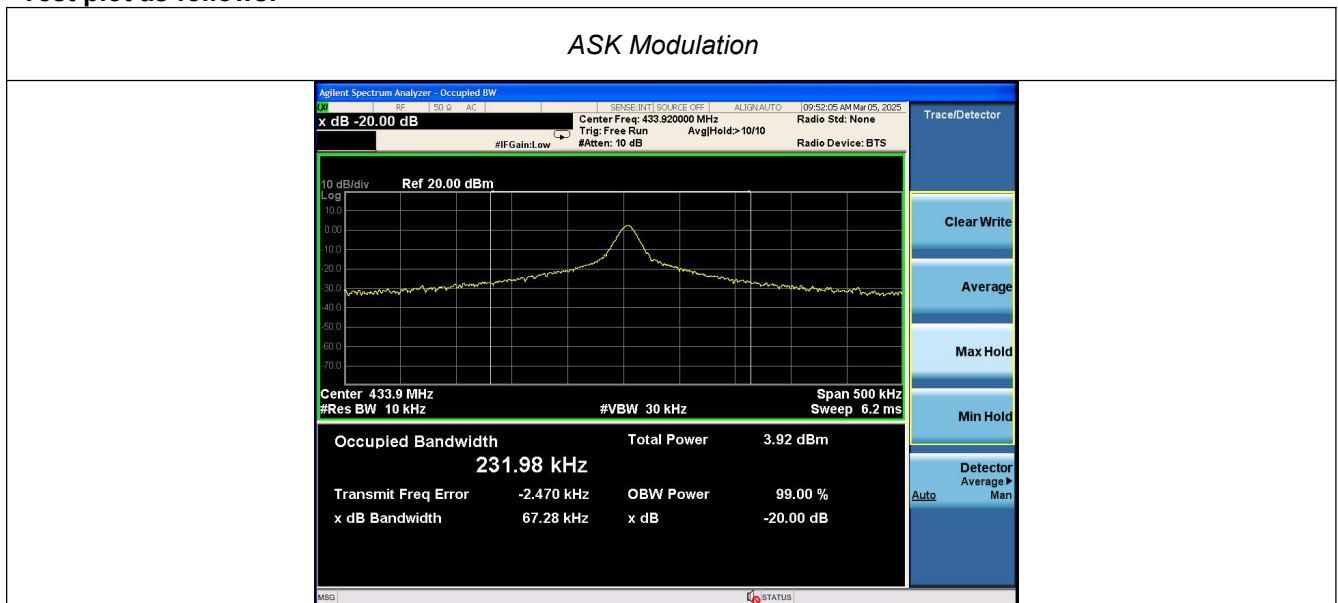 ASK Modulation
Agilent Spectrum Analyzer - Occupied BW
LXI RF 50 Ω AC SENSE:INT SOURCE OFF ALIGN AUTO 09:52:05 AM Mar 05, 2025
x dB -20.00 dB Center Freq: 433.920000 MHz Radio Std: None Trace/Detector
Trig: Free Run Avg|Hold:> 10/10
#IFGain:Low #Atten: 10 dB Radio Device: BTS
10 dB/div Ref 20.00 dBm
Log
10.0
0.00
-10.0
-20.0
-30.0
-40.0
-50.0
-60.0
-70.0
Center 433.9 MHz Span 500 kHz
#Res BW 10 kHz #VBW 30 kHz Sweep 6.2 ms
Occupied Bandwidth Total Power 3.92 dBm
231.98 kHz
Transmit Freq Error -2.470 kHz OBW Power 99.00 %
x dB Bandwidth 67.28 kHz x dB -20.00 dB
Clear Write
Average
Max Hold
Min Hold
Detector
Average▶
Auto Man
MSG STATUS